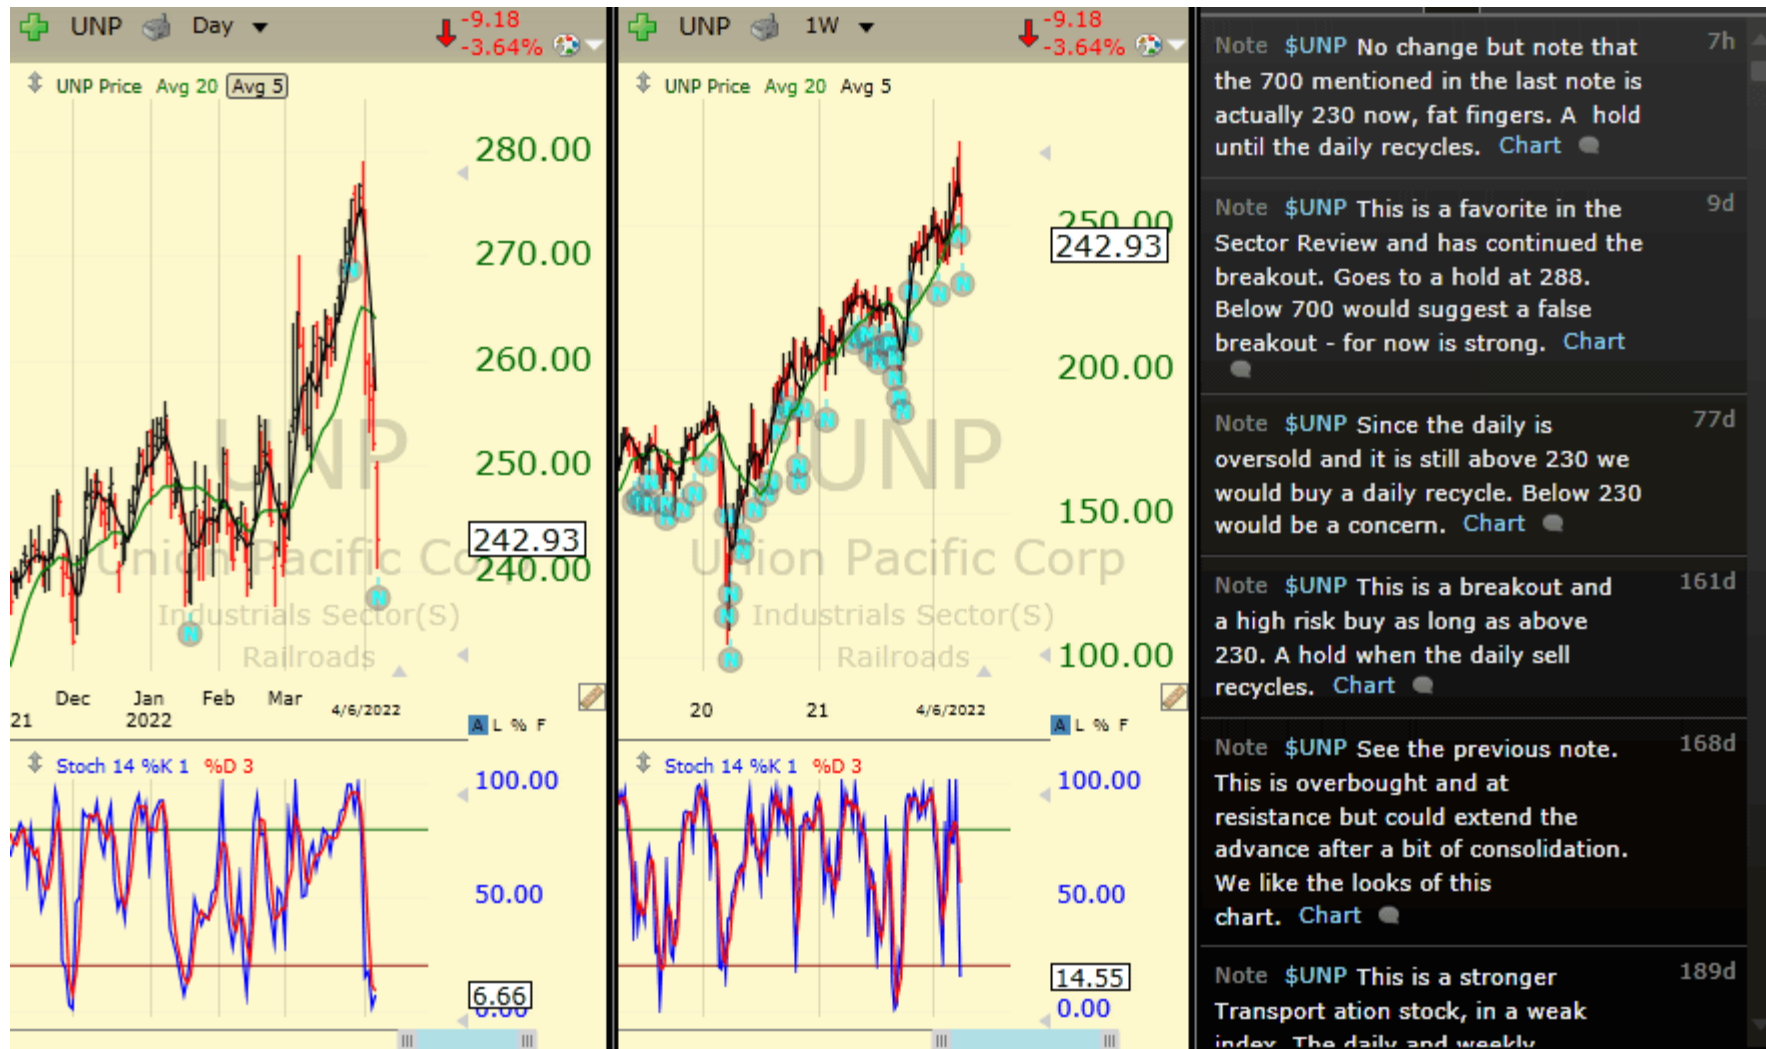 UNP Day -9.18
-3.64%
UNP Price Avg 20 Avg 5
280.00
270.00
260.00
250.00
242.93
240.00
UNP
Union Pacific Corp
Industrials Sector(S)
Railroads
N
N
N
21 Dec Jan 2022 Feb Mar 4/6/2022
A L % F
Stoch 14 %K 1 %D 3
100.00
50.00
6.66
0.00
UNP 1W -9.18
-3.64%
UNP Price Avg 20 Avg 5
250.00
242.93
200.00
150.00
100.00
UNP
Union Pacific Corp
Industrials Sector(S)
Railroads
20 21 4/6/2022
A L % F
Stoch 14 %K 1 %D 3
100.00
50.00
14.55
0.00
Note $UNP No change but note that 7h
the 700 mentioned in the last note is
actually 230 now, fat fingers. A hold
until the daily recycles. Chart
Note $UNP This is a favorite in the 9d
Sector Review and has continued the
breakout. Goes to a hold at 288.
Below 700 would suggest a false
breakout - for now is strong. Chart
Note $UNP Since the daily is 77d
oversold and it is still above 230 we
would buy a daily recycle. Below 230
would be a concern. Chart
Note $UNP This is a breakout and 161d
a high risk buy as long as above
230. A hold when the daily sell
recycles. Chart
Note $UNP See the previous note. 168d
This is overbought and at
resistance but could extend the
advance after a bit of consolidation.
We like the looks of this
chart. Chart
Note $UNP This is a stronger 189d
Transport ation stock, in a weak
index. The daily and weekly